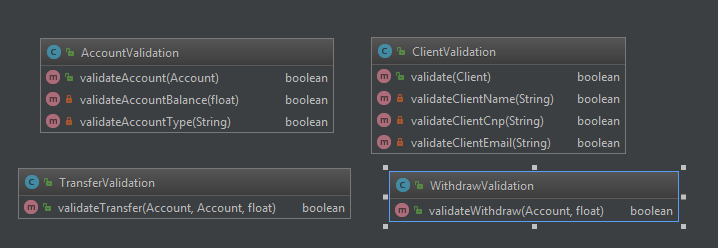 AccountValidation
validateAccount(Account) boolean
validateAccountBalance(float) boolean
validateAccountType(String) boolean
ClientValidation
validate(Client) boolean
validateClientName(String) boolean
validateClientCnp(String) boolean
validateClientEmail(String) boolean
TransferValidation
validateTransfer(Account, Account, float) boolean
WithdrawValidation
validateWithdraw(Account, float) boolean